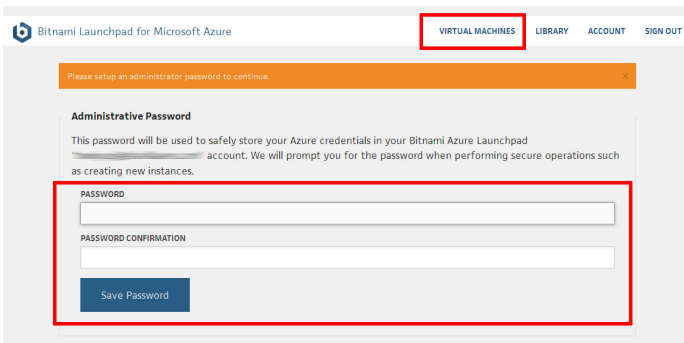 Bitnami Launchpad for Microsoft Azure VIRTUAL MACHINES LIBRARY ACCOUNT SIGN OUT
Please setup an administrator password to continue. ×
Administrative Password
This password will be used to safely store your Azure credentials in your Bitnami Azure Launchpad
account. We will prompt you for the password when performing secure operations such
as creating new instances.
PASSWORD
PASSWORD CONFIRMATION
Save Password